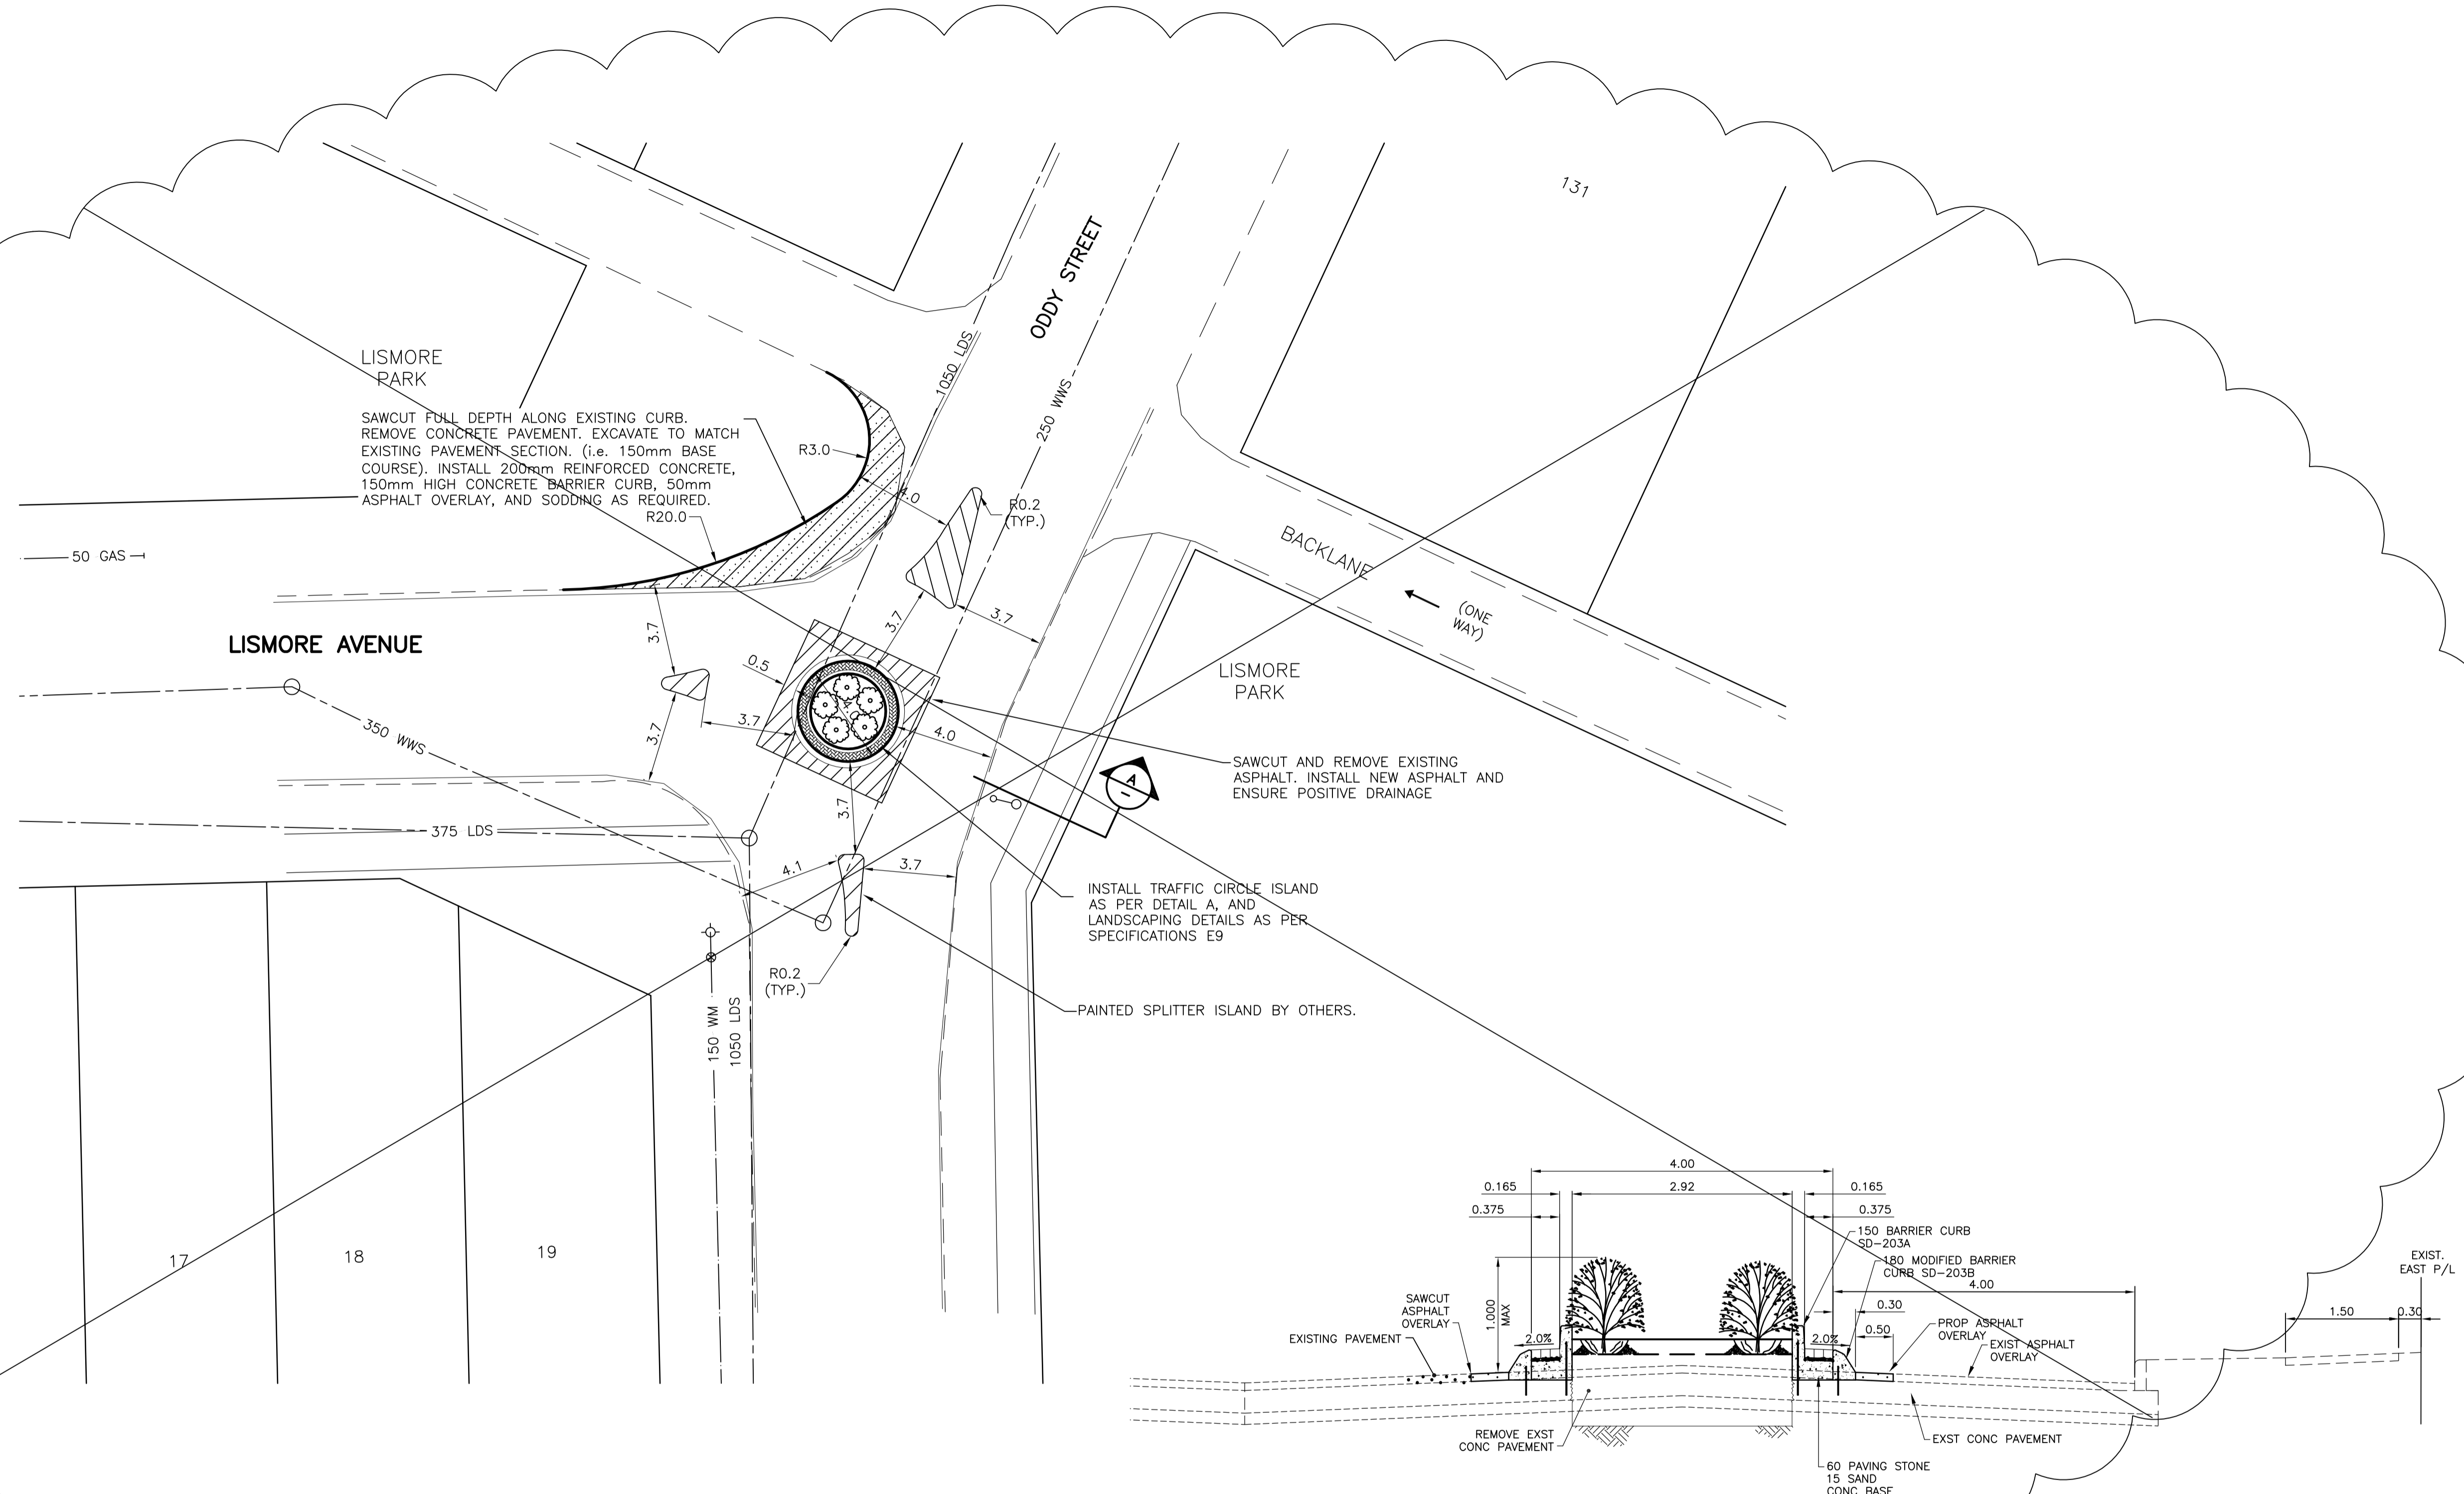 131
ODDY STREET
1050 LDS
250 WWS
LISMORE
PARK
SAWCUT FULL DEPTH ALONG EXISTING CURB.
REMOVE CONCRETE PAVEMENT. EXCAVATE TO MATCH
EXISTING PAVEMENT SECTION. (i.e. 150mm BASE
COURSE). INSTALL 200mm REINFORCED CONCRETE,
150mm HIGH CONCRETE BARRIER CURB, 50mm
ASPHALT OVERLAY, AND SODDING AS REQUIRED.
R3.0
R20.0
4.0
R0.2
(TYP.)
50 GAS
BACKLANE
(ONE
WAY)
LISMORE AVENUE
3.7
3.7
3.7
0.5
LISMORE
PARK
3.7
3.7
4.0
4.0
350 WWS
A
-
SAWCUT AND REMOVE EXISTING
ASPHALT. INSTALL NEW ASPHALT AND
ENSURE POSITIVE DRAINAGE
375 LDS
3.7
4.1
3.7
INSTALL TRAFFIC CIRCLE ISLAND
AS PER DETAIL A, AND
LANDSCAPING DETAILS AS PER
SPECIFICATIONS E9
R0.2
(TYP.)
PAINTED SPLITTER ISLAND BY OTHERS.
150 WM
1050 LDS
17
18
19
4.00
0.165
2.92
0.165
0.375
0.375
150 BARRIER CURB
SD-203A
180 MODIFIED BARRIER
CURB SD-203B
EXIST.
EAST P/L
4.00
SAWCUT
ASPHALT
OVERLAY
1.000
MAX
0.30
1.50
0.30
EXISTING PAVEMENT
2.0%
2.0%
0.50
PROP ASPHALT
OVERLAY
EXIST ASPHALT
OVERLAY
REMOVE EXST
CONC PAVEMENT
EXST CONC PAVEMENT
60 PAVING STONE
15 SAND
CONC BASE